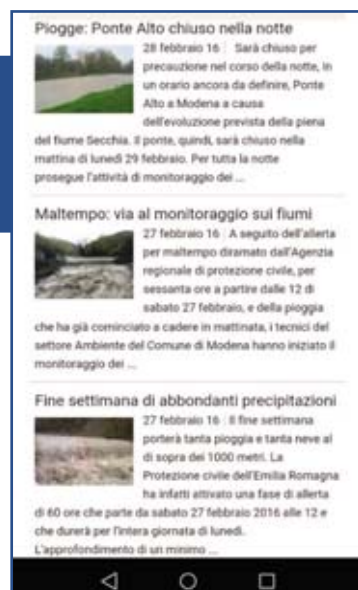 Piogge: Ponte Alto chiuso nella notte
28 febbraio 16 | Sarà chiuso per
precauzione nel corso della notte, in
un orario ancora da definire, Ponte
Alto a Modena a causa
dell'evoluzione prevista della piena
del fiume Secchia. Il ponte, quindi, sarà chiuso nella
mattina di lunedì 29 febbraio. Per tutta la notte
prosegue l'attività di monitoraggio dei ...
Maltempo: via al monitoraggio sui fiumi
27 febbraio 16 | A seguito dell'allerta
per maltempo diramato dall'Agenzia
regionale di protezione civile, per
sessanta ore a partire dalle 12 di
sabato 27 febbraio, e della pioggia
che ha già cominciato a cadere in mattinata, i tecnici del
settore Ambiente del Comune di Modena hanno iniziato il
monitoraggio dei ...
Fine settimana di abbondanti precipitazioni
27 febbraio 16 | Il fine settimana
porterà tanta pioggia e tanta neve al
di sopra dei 1000 metri. La
Protezione civile dell'Emilia Romagna
ha infatti attivato una fase di allerta
di 60 ore che parte da sabato 27 febbraio 2016 alle 12 e
che durerà per l'intera giornata di lunedì.
L'approfondimento di un minimo ...